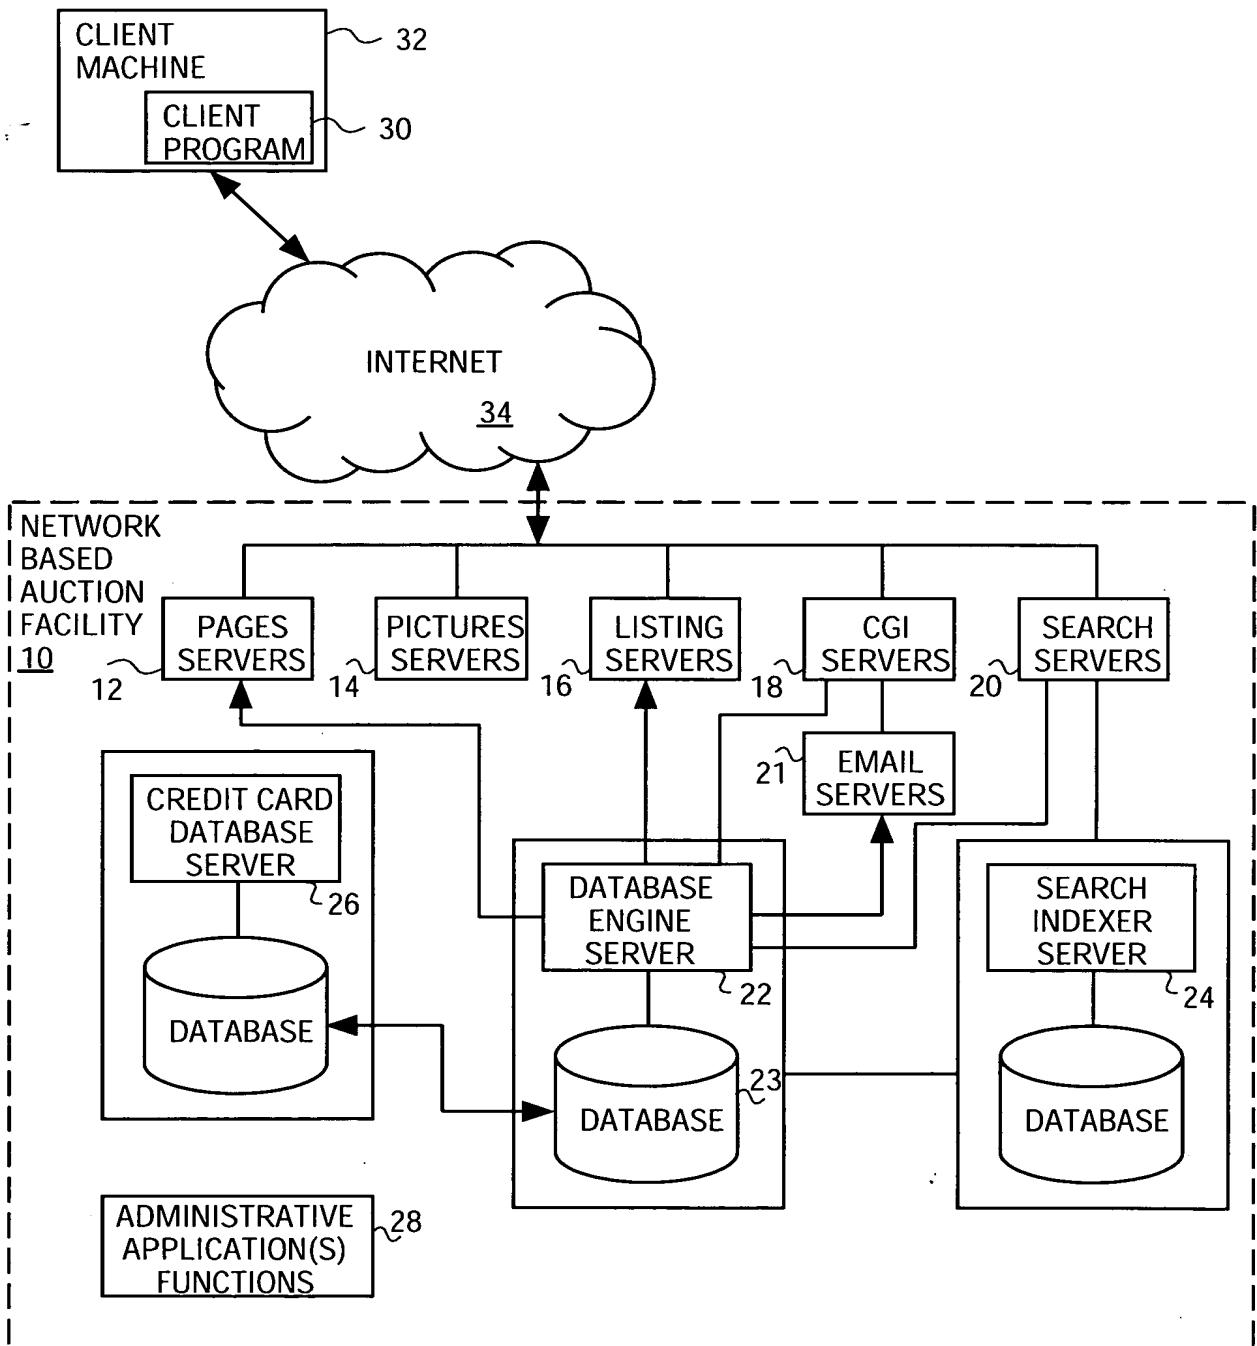 CLIENT
MACHINE
32
CLIENT
PROGRAM
30
INTERNET
34
NETWORK
BASED
AUCTION
FACILITY
10
PAGES
SERVERS
12
PICTURES
SERVERS
14
LISTING
SERVERS
16
CGI
SERVERS
18
SEARCH
SERVERS
20
EMAIL
SERVERS
21
CREDIT CARD
DATABASE
SERVER
26
DATABASE
DATABASE
ENGINE
SERVER
22
DATABASE
23
SEARCH
INDEXER
SERVER
24
DATABASE
ADMINISTRATIVE
APPLICATION(S)
FUNCTIONS
28